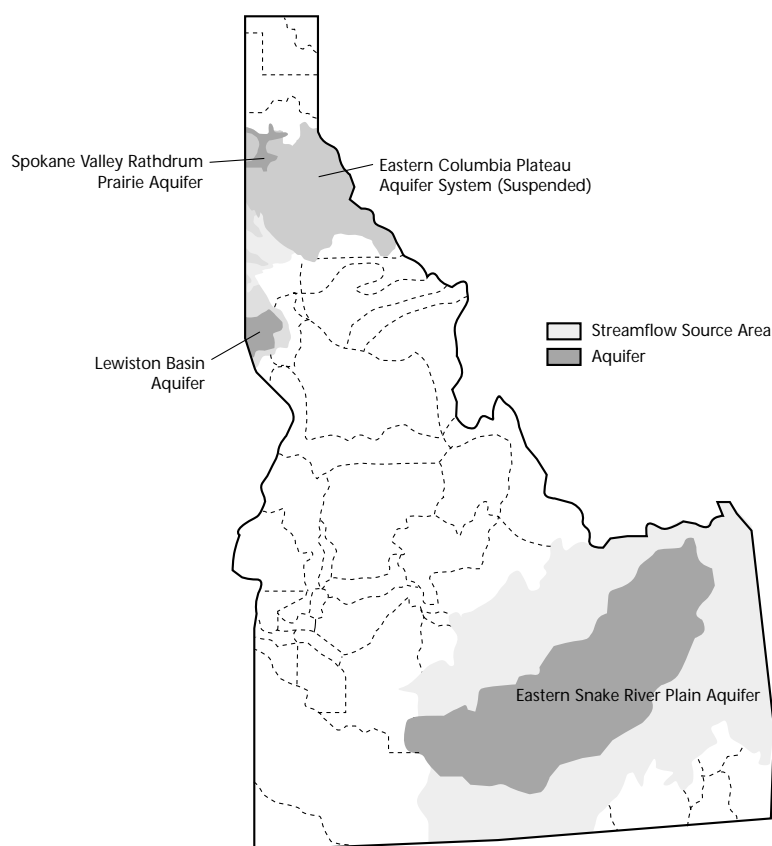 Spokane Valley Rathdrum
Prairie Aquifer
Eastern Columbia Plateau
Aquifer System (Suspended)
Lewiston Basin
Aquifer
Streamflow Source Area
Aquifer
Eastern Snake River Plain Aquifer